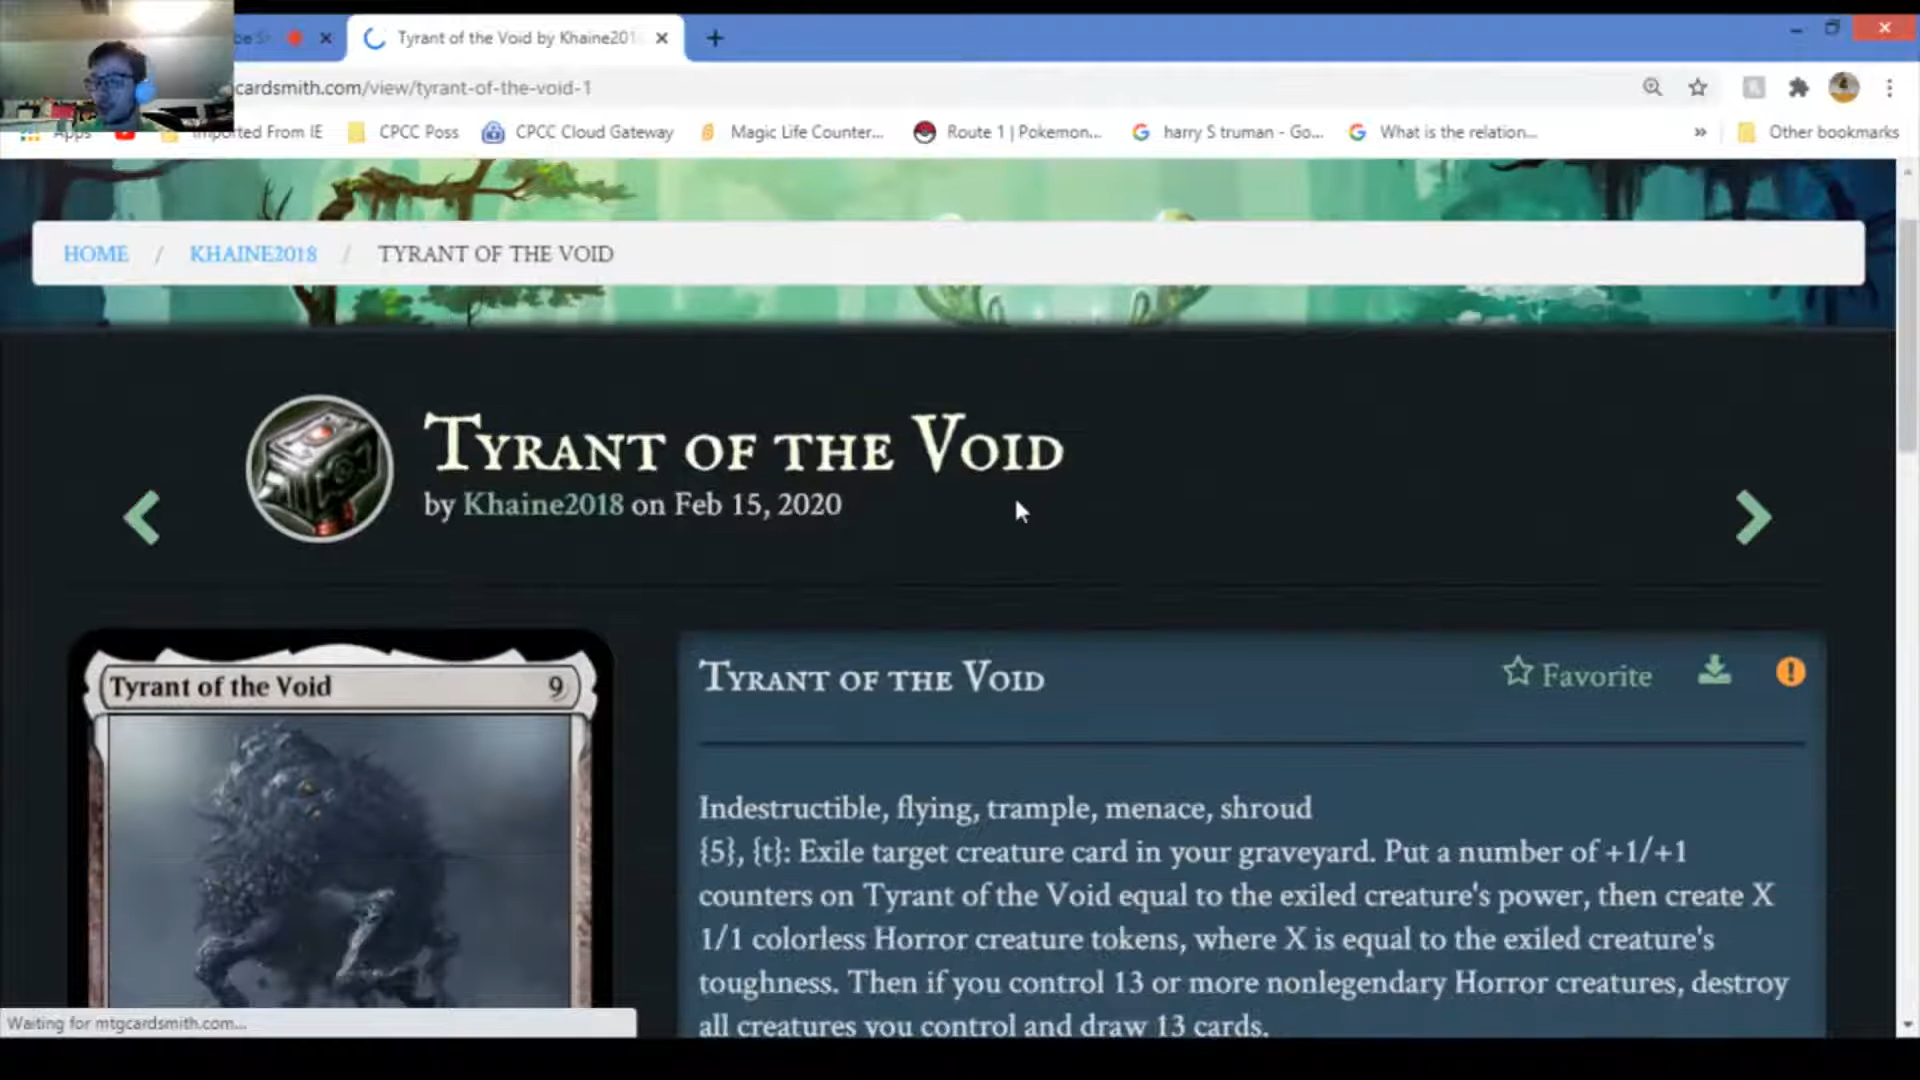 Tyrant of the Void by Khaine201
cardsmith.com/view/tyrant-of-the-void-1
Apps
Imported From IE
CPCC Poss
CPCC Cloud Gateway
Magic Life Counter...
Route 1 | Pokemon...
harry S truman - Go...
What is the relation...
»
Other bookmarks
HOME / KHAINE2018 / TYRANT OF THE VOID
TYRANT OF THE VOID
by Khaine2018 on Feb 15, 2020
Tyrant of the Void 9
TYRANT OF THE VOID
Favorite
Indestructible, flying, trample, menace, shroud
{5}, {t}: Exile target creature card in your graveyard. Put a number of +1/+1
counters on Tyrant of the Void equal to the exiled creature's power, then create X
1/1 colorless Horror creature tokens, where X is equal to the exiled creature's
toughness. Then if you control 13 or more nonlegendary Horror creatures, destroy
all creatures you control and draw 13 cards.
Waiting for mtgcardsmith.com...